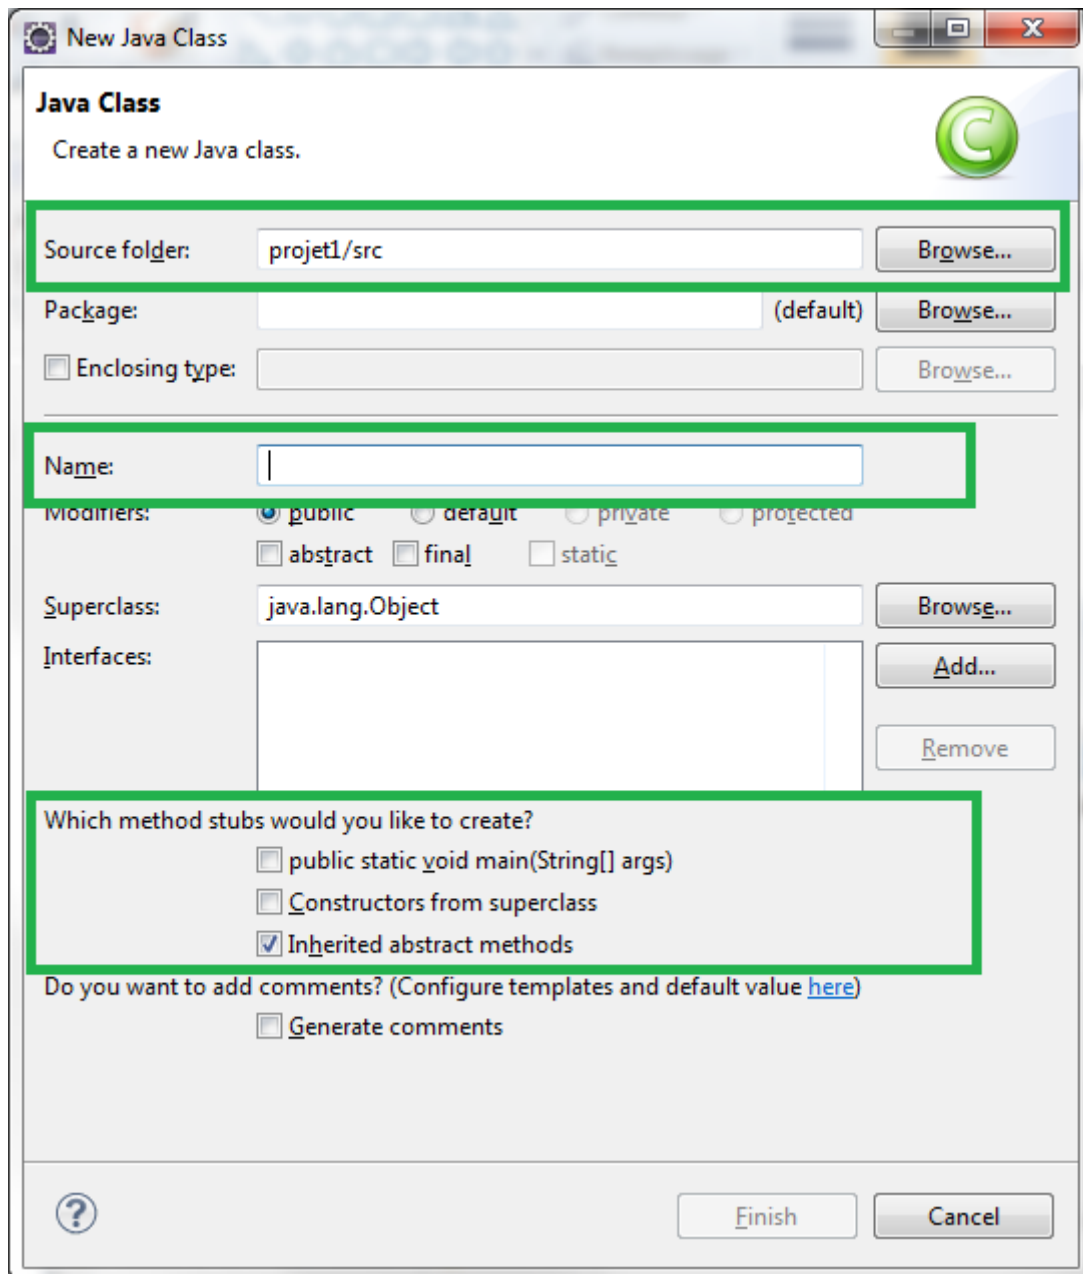 New Java Class
Java Class
Create a new Java class.
Source folder: projet1/src Browse...
Package: (default) Browse...
Enclosing type: Browse...
Name:
Modifiers: public default private protected
abstract final static
Superclass: java.lang.Object Browse...
Interfaces: Add...
Remove
Which method stubs would you like to create?
public static void main(String[] args)
Constructors from superclass
Inherited abstract methods
Do you want to add comments? (Configure templates and default value here)
Generate comments
? Finish Cancel